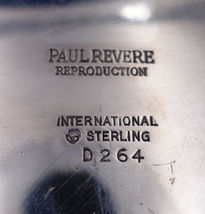 PAUL REVERE
REPRODUCTION
INTERNATIONAL
STERLING
D264